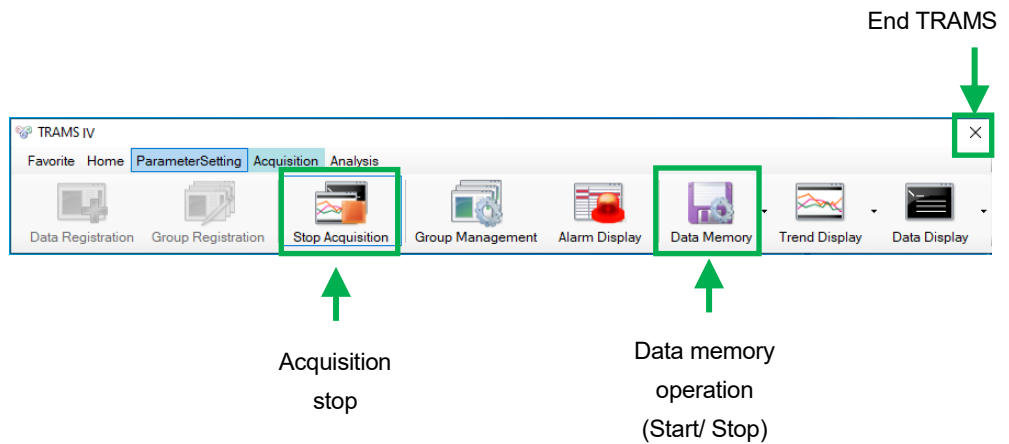 End TRAMS
TRAMS IV
Favorite Home ParameterSetting Acquisition Analysis
Data Registration Group Registration Stop Acquisition Group Management Alarm Display Data Memory Trend Display Data Display
Acquisition
stop
Data memory
operation
(Start/ Stop)